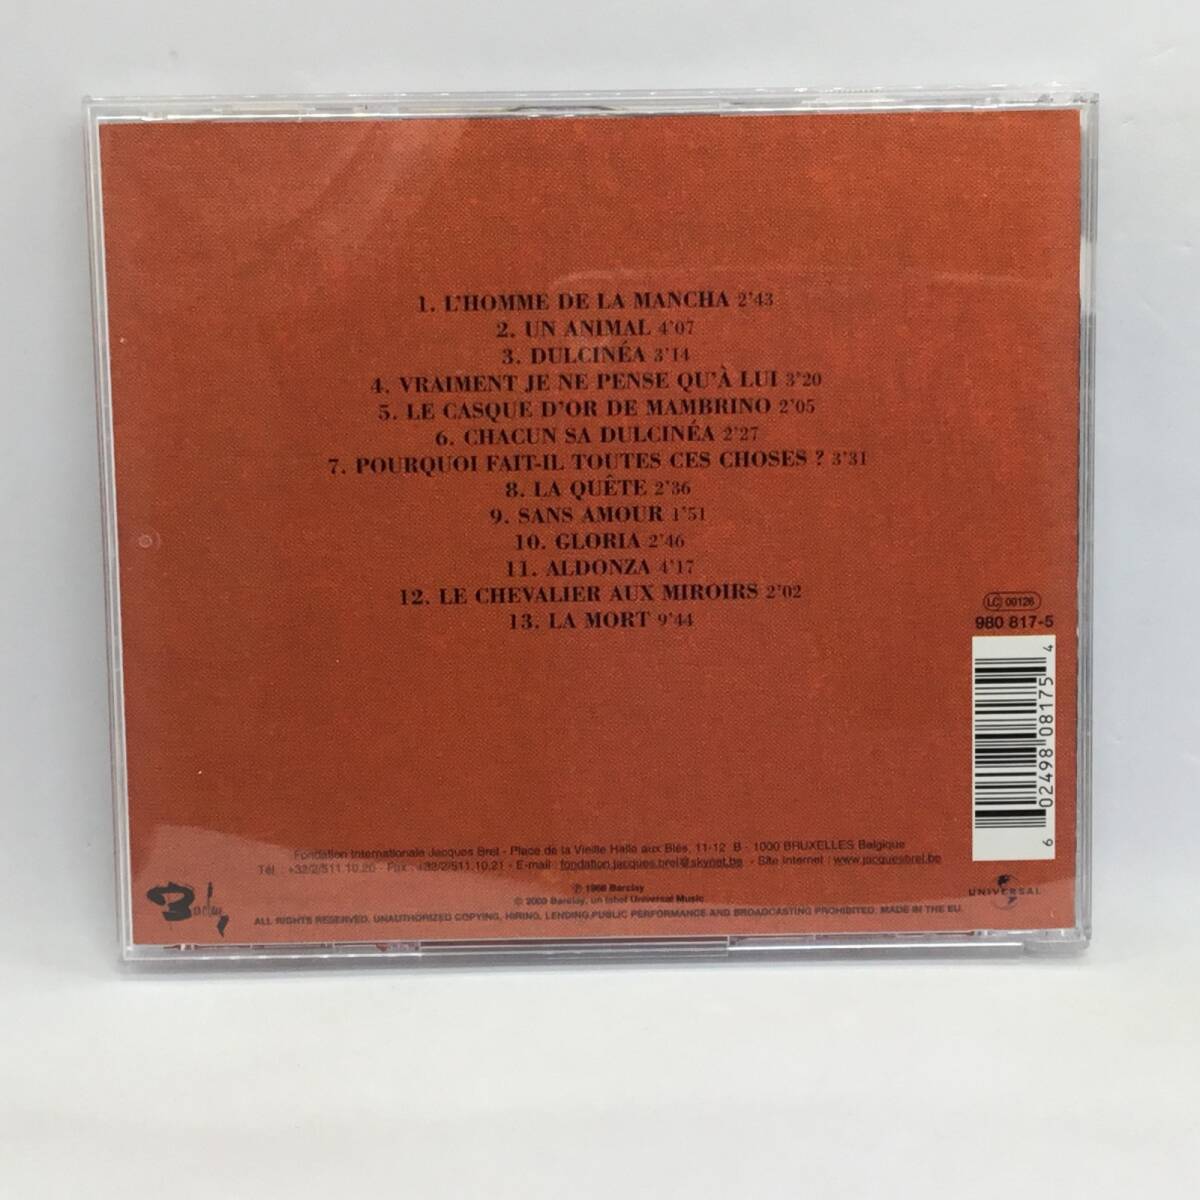 1. L'HOMME DE LA MANCHA 2'43
2. UN ANIMAL 4'07
3. DULCINÉA 3'14
4. VRAIMENT JE NE PENSE QU'À LUI 3'20
5. LE CASQUE D'OR DE MAMBRINO 2'05
6. CHACUN SA DULCINÉA 2'27
7. POURQUOI FAIT-IL TOUTES CES CHOSES ? 3'31
8. LA QUÊTE 2'36
9. SANS AMOUR 1'51
10. GLORIA 2'46
11. ALDONZA 4'17
12. LE CHEVALIER AUX MIROIRS 2'02
13. LA MORT 9'44
LC 00126
980 817-5
6 02498 08175 4
Fondation Internationale Jacques Brel - Place de la Vieille Halle aux Blés, 11-12 B - 1000 BRUXELLES Belgique
Tél : +32/2/511.10.20 - Fax : +32/2/511.10.21 - E-mail : fondation.jacques.brel@skynet.be - Site Internet : www.jacquesbrel.be
Barclay
℗ 1968 Barclay
© 2003 Barclay, un label Universal Music
UNIVERSAL
ALL RIGHTS RESERVED. UNAUTHORIZED COPYING, HIRING, LENDING, PUBLIC PERFORMANCE AND BROADCASTING PROHIBITED. MADE IN THE EU.